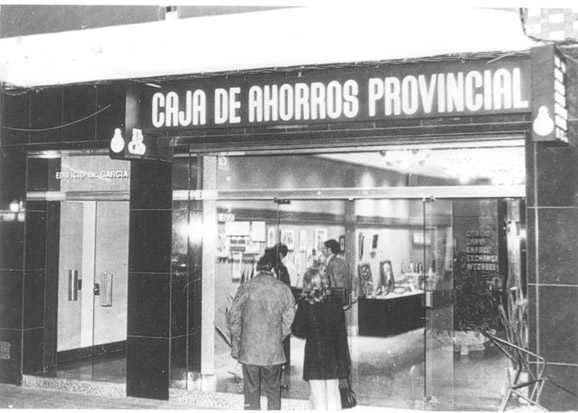 CAJA DE AHORROS PROVINCIAL
EDIFICIO DE GARCIA
CAMBIO
CHANGE
EXCHANGE
WECHSEL